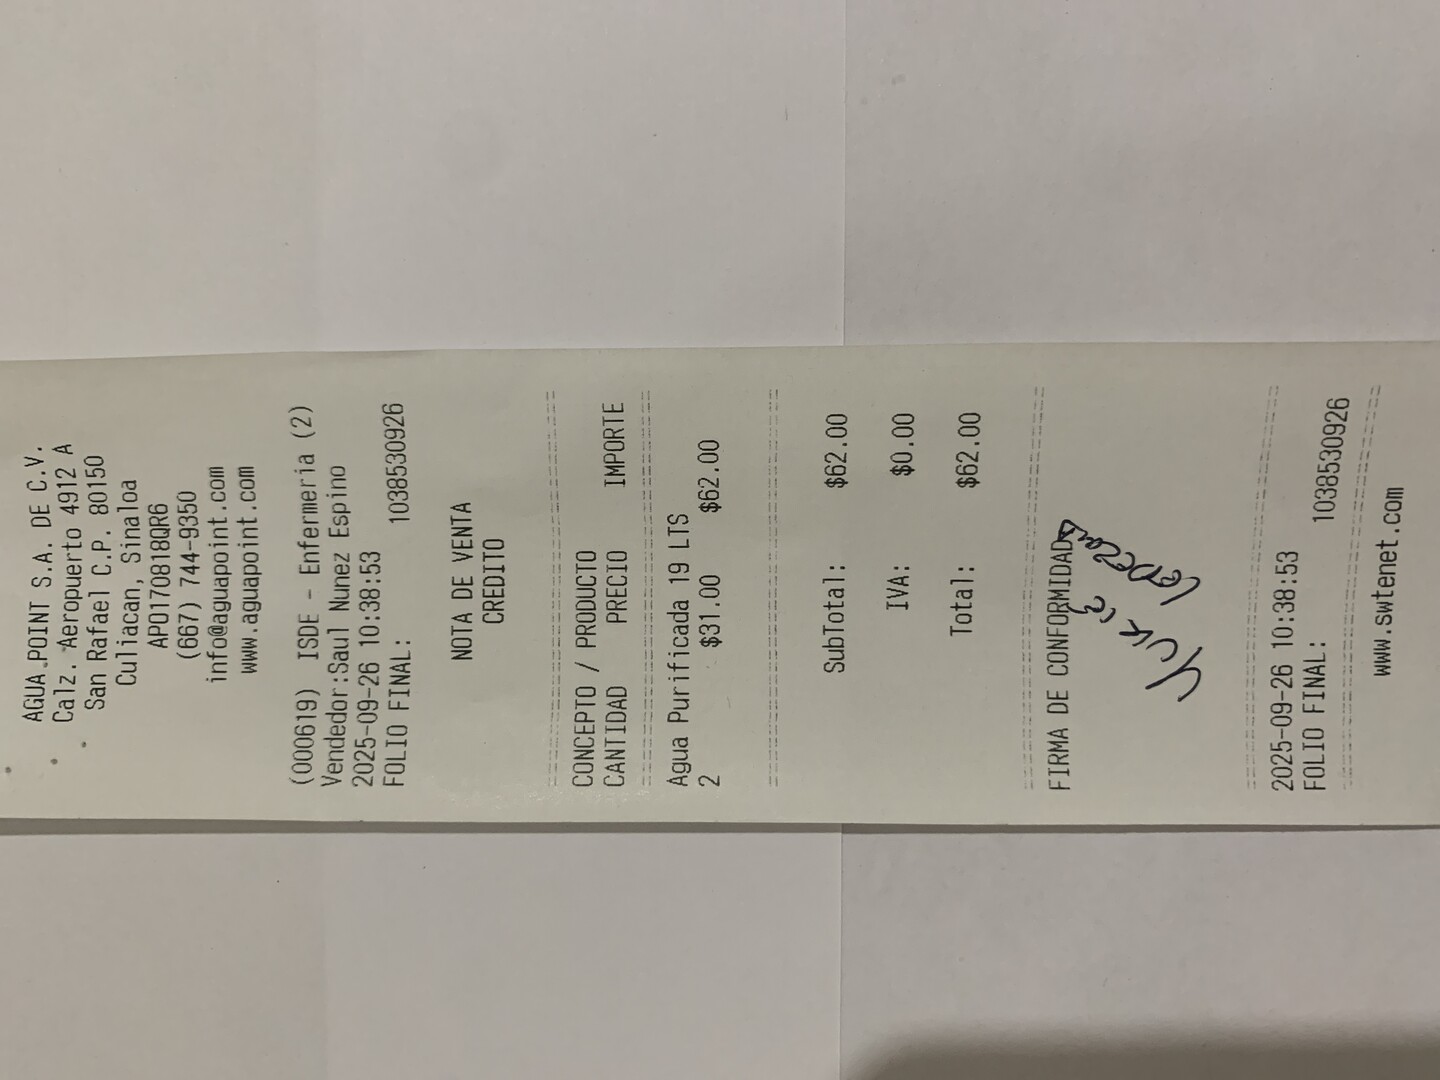 AGUA POINT S.A. DE C.V.
Calz. Aeropuerto 4912 A
San Rafael C.P. 80150
Culiacan, Sinaloa
APO170818QR6
(667) 744-9350
info@aguapoint.com
www.aguapoint.com
(000619) ISDE - Enfermeria (2)
Vendedor:Saul Nunez Espino
2025-09-26 10:38:53
FOLIO FINAL: 1038530926
NOTA DE VENTA
CREDITO
CONCEPTO / PRODUCTO
CANTIDAD PRECIO IMPORTE
Agua Purificada 19 LTS
2 $31.00 $62.00
SubTotal: $62.00
IVA: $0.00
Total: $62.00
FIRMA DE CONFORMIDAD
2025-09-26 10:38:53
FOLIO FINAL: 1038530926
www.swtenet.com